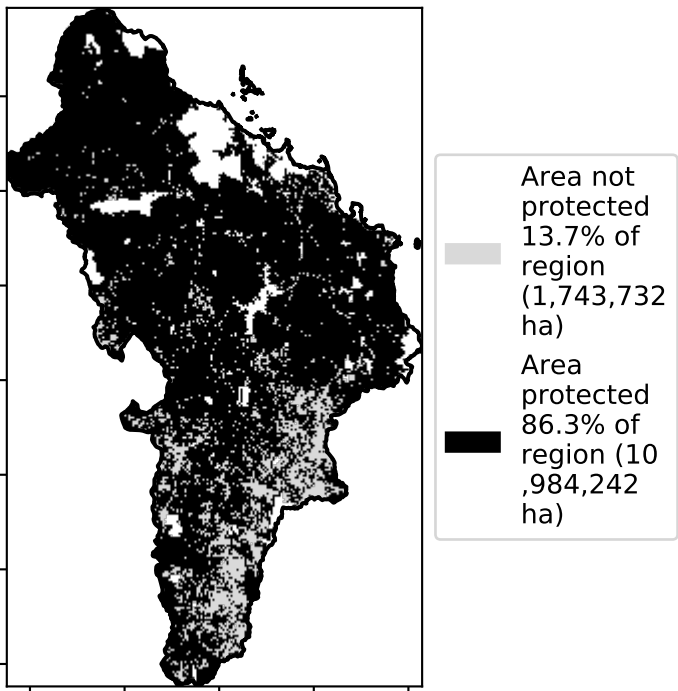 Area not
protected
13.7% of
region
(1,743,732
ha)
Area
protected
86.3% of
region (10
,984,242
ha)